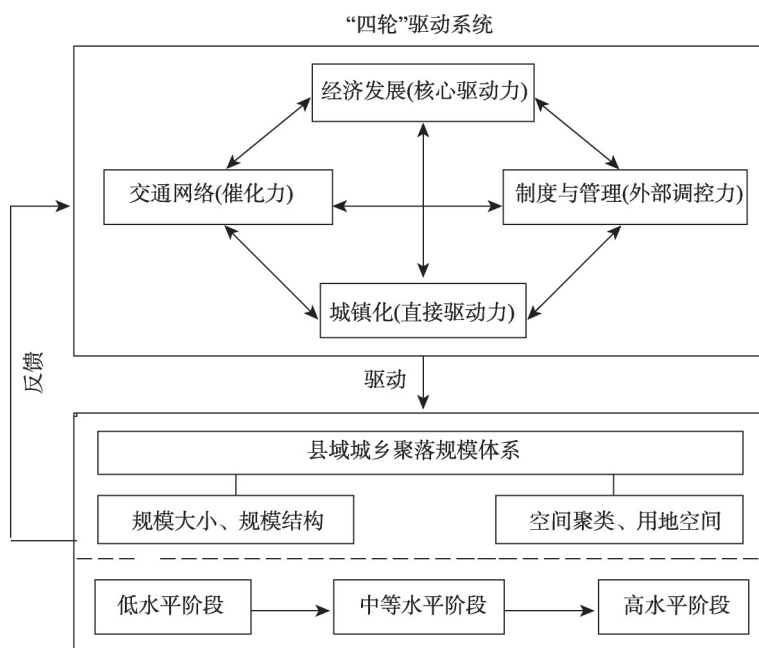 “四轮”驱动系统
经济发展(核心驱动力)
交通网络(催化力)
制度与管理(外部调控力)
城镇化(直接驱动力)
反馈
驱动
县域城乡聚落规模体系
规模大小、规模结构
空间聚类、用地空间
低水平阶段
中等水平阶段
高水平阶段